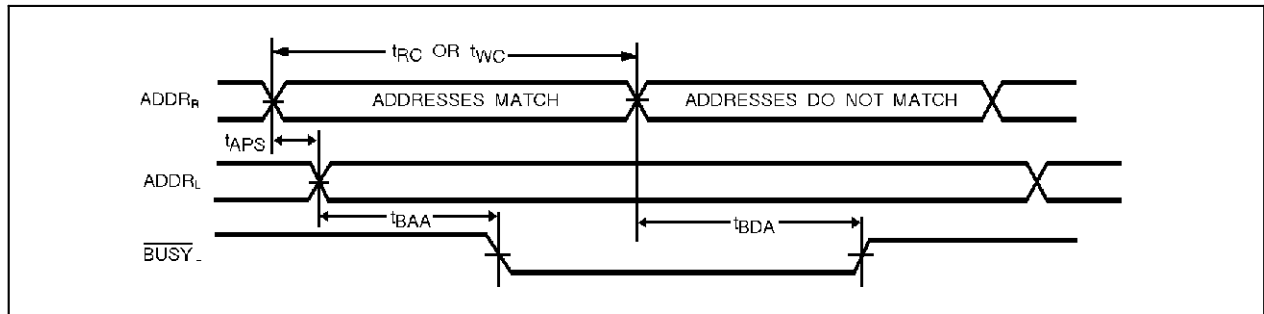 tRC OR tWC
ADDRR ADDRESSES MATCH ADDRESSES DO NOT MATCH
tAPS
ADDRL
tBAA tBDA
BUSY